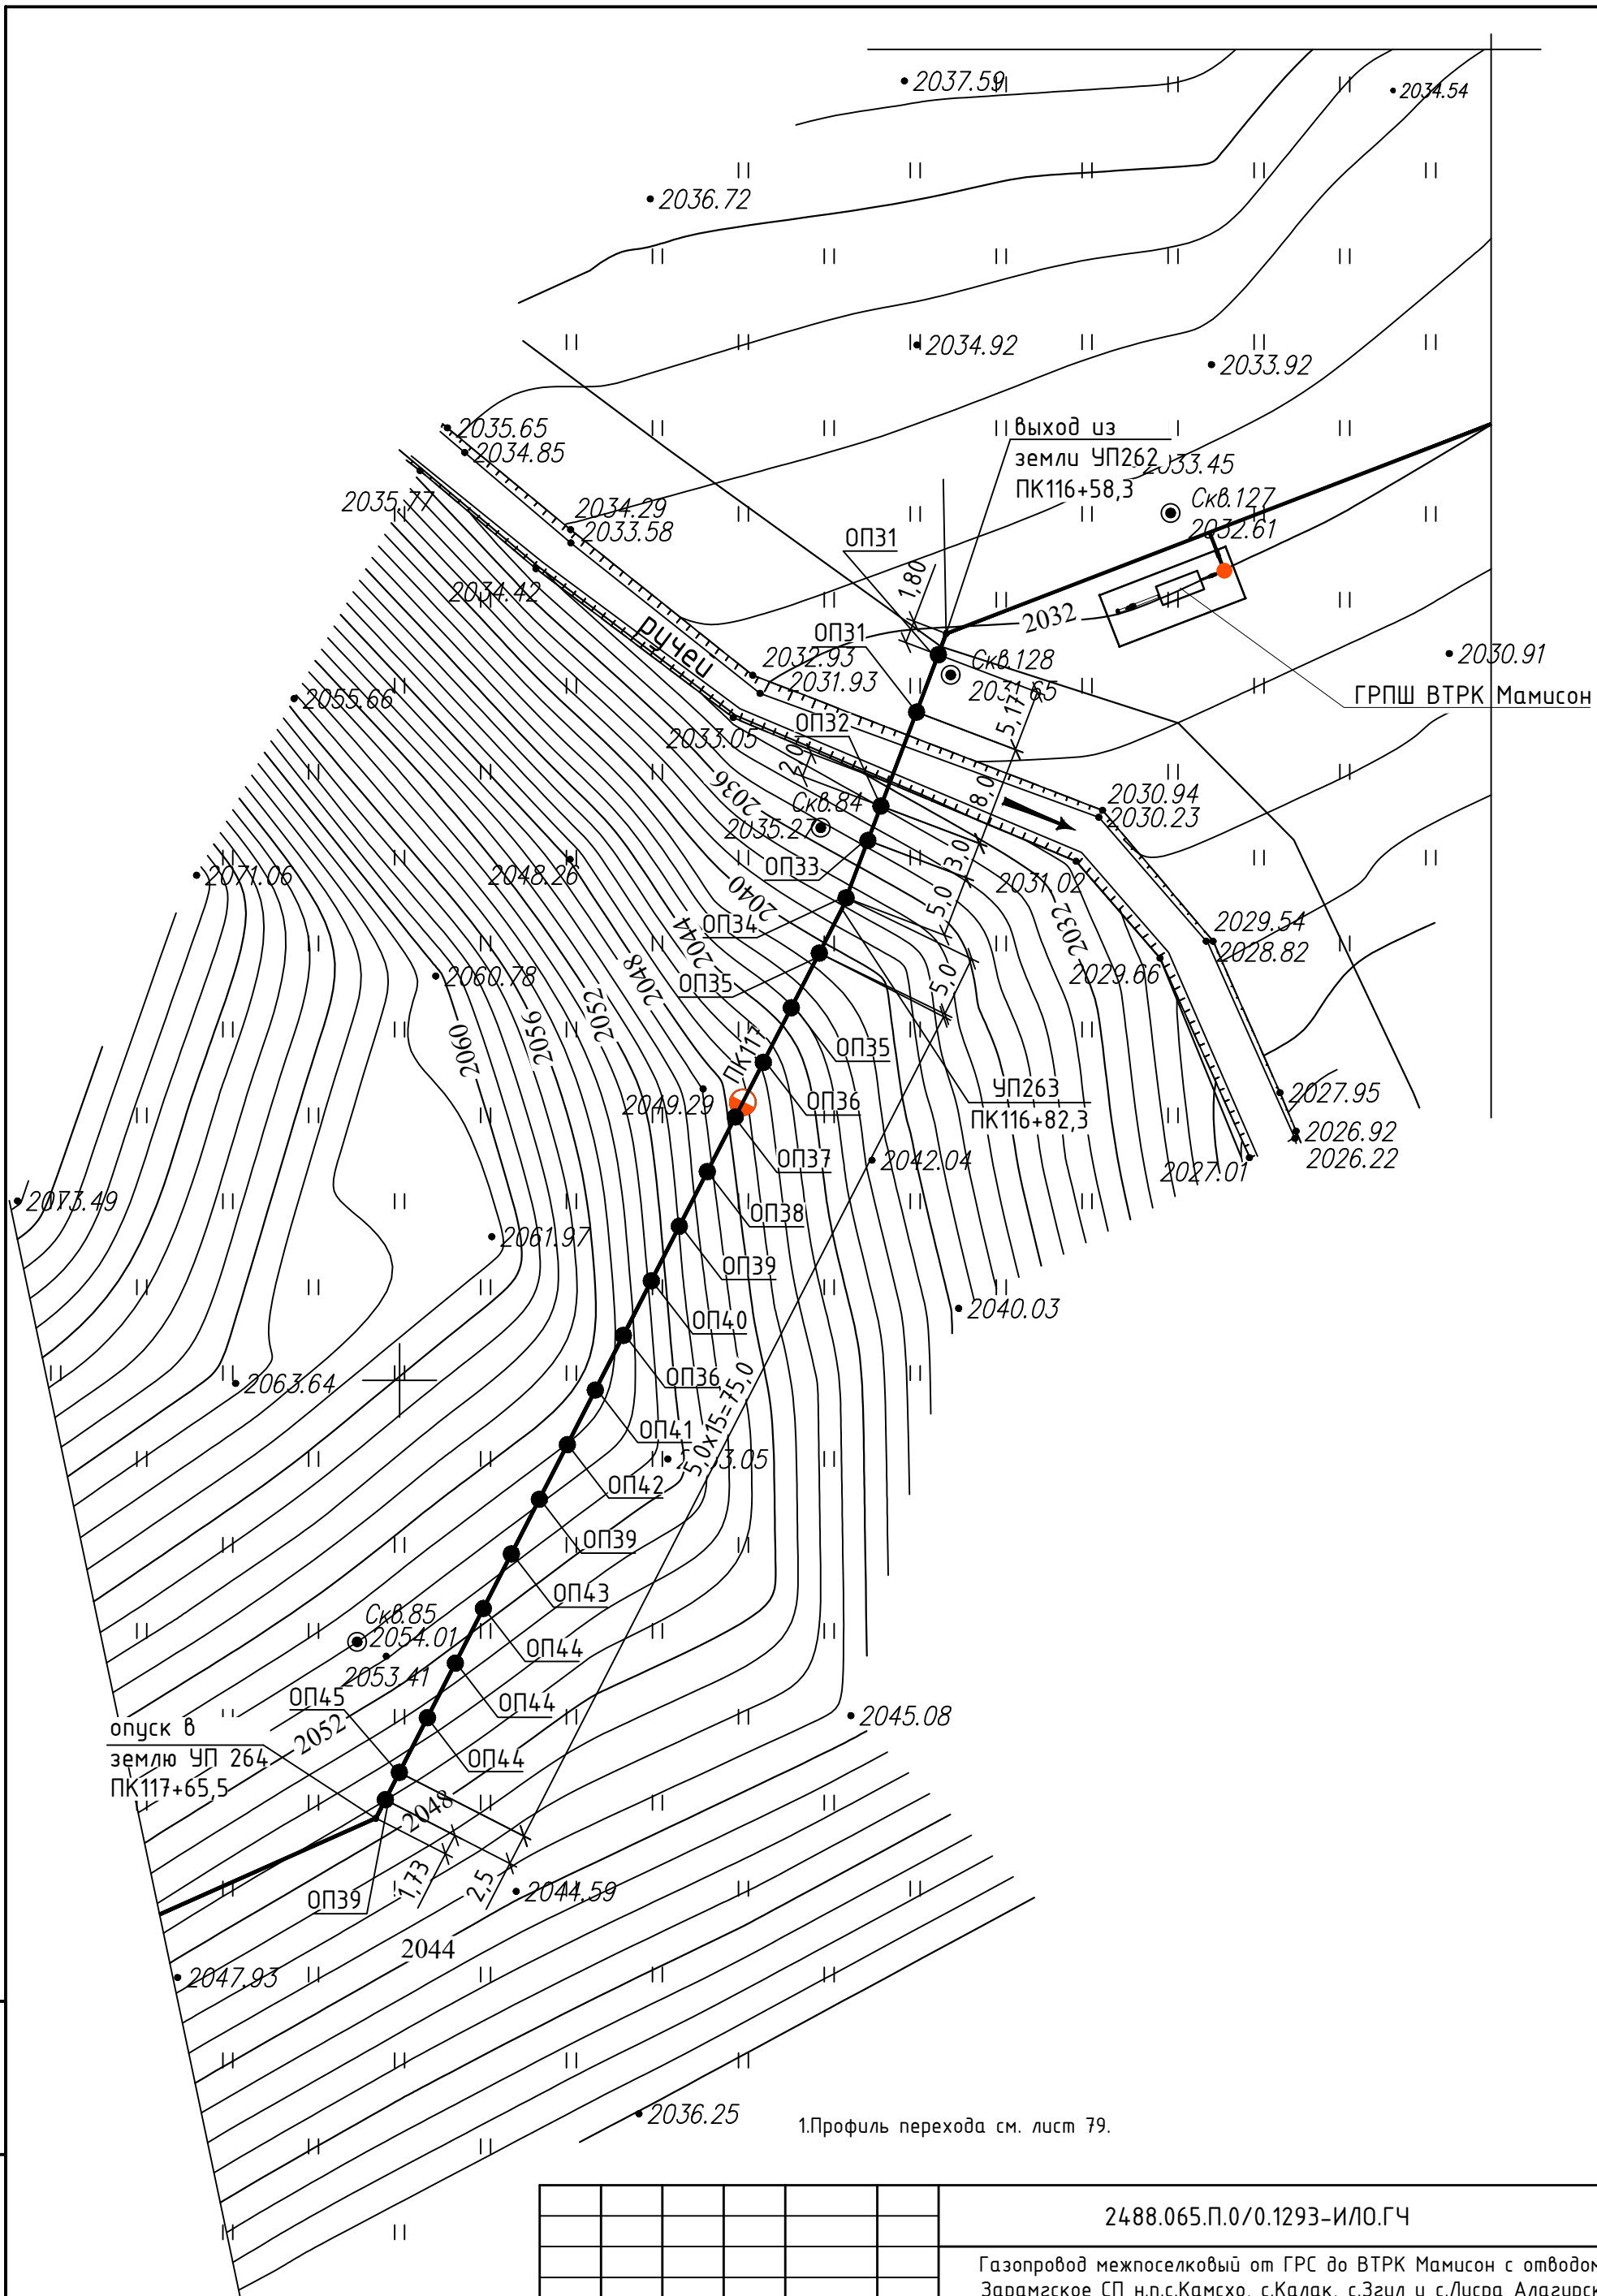 2037.59
2034.54
2036.72
2034.92
2033.92
выход из
земли УП262
ПК116+58,3
2033.45
Скв.127
2032.61
2035.65
2034.85
2035.77
2034.29
2033.58
2034.42
ОП31
1,80
ОП31
2032
ручей
2032.93
2031.93
Скв.128
2031.65
2030.91
ГРПШ ВТРК Мамисон
2055.66
2033.05
ОП32
5,17
2,0
2036
8,0
Скв.84
2035.27
2030.94
2030.23
ОП33
3,0
2031.02
2071.06
2048.26
2040
5,0
2032
ОП34
2044
2029.54
2028.82
2029.66
2060.78
2048
ОП35
5,0
2052
2056
2060
ПК117
ОП35
УП263
ПК116+82,3
2049.29
ОП36
2027.95
2026.92
2026.22
2027.01
ОП37
2042.04
2073.49
ОП38
2061.97
ОП39
2040.03
ОП40
2063.64
ОП36
5,0х15=75,0
ОП41
ОП42
ОП39
ОП43
Скв.85
2054.01
2053.41
ОП44
ОП45
ОП44
2045.08
опуск в
землю УП 264
ПК117+65,5
2052
ОП44
2048
1,73
2,5
ОП39
2044.59
2044
2047.93
2036.25
1.Профиль перехода см. лист 79.
2488.065.П.0/0.1293-ИЛО.ГЧ
Газопровод межпоселковый от ГРС до ВТРК Мамисон с отводом
Зарамгское СП н.п.с.Камсхо, с.Калак, с.Згил и с.Лисра Алагирск